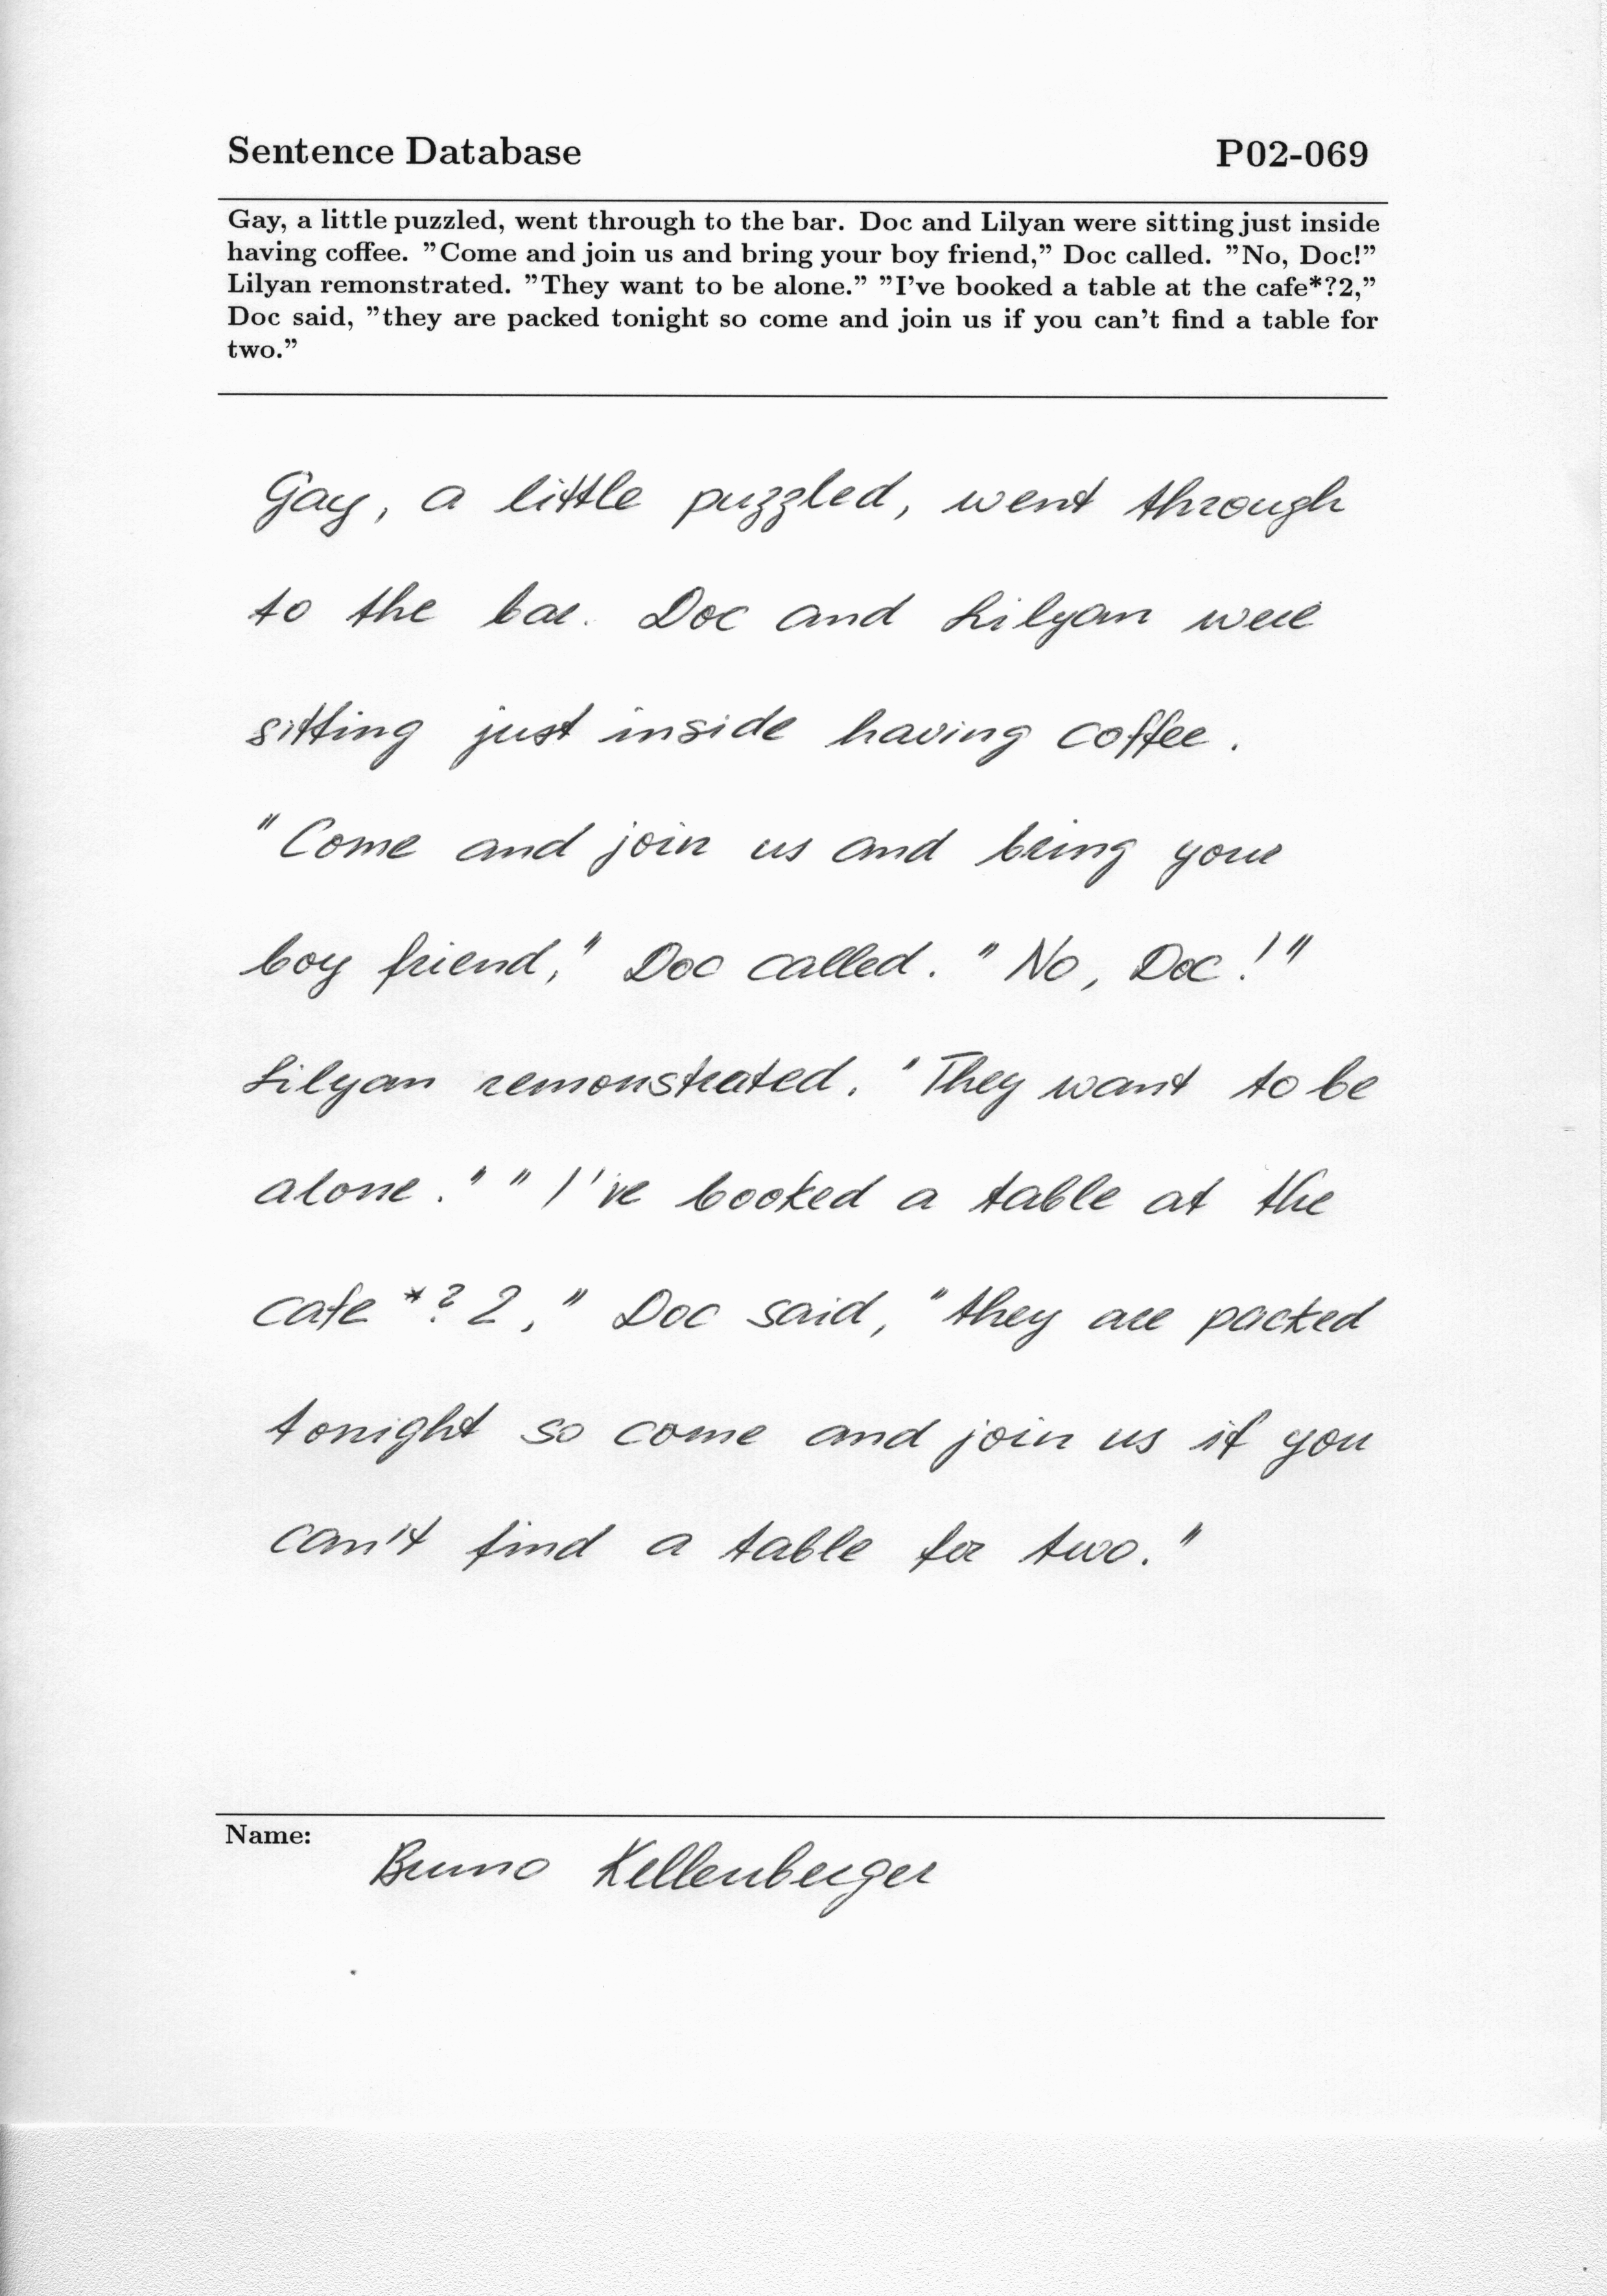 Sentence Database P02-069
Gay, a little puzzled, went through to the bar. Doc and Lilyan were sitting just inside
having coffee. ”Come and join us and bring your boy friend,” Doc called. ”No, Doc!”
Lilyan remonstrated. ”They want to be alone.” ”I’ve booked a table at the cafe*?2,”
Doc said, ”they are packed tonight so come and join us if you can’t find a table for
two.”
Gay, a little puzzled, went through
to the bar. Doc and Lilyan were
sitting just inside having coffee.
"Come and join us and bring your
boy friend," Doc called. "No, Doc!"
Lilyan remonstrated. "They want to be
alone." "I've booked a table at the
cafe*?2," Doc said, "they are packed
tonight so come and join us if you
can't find a table for two."
Name: Bruno Kellenberger